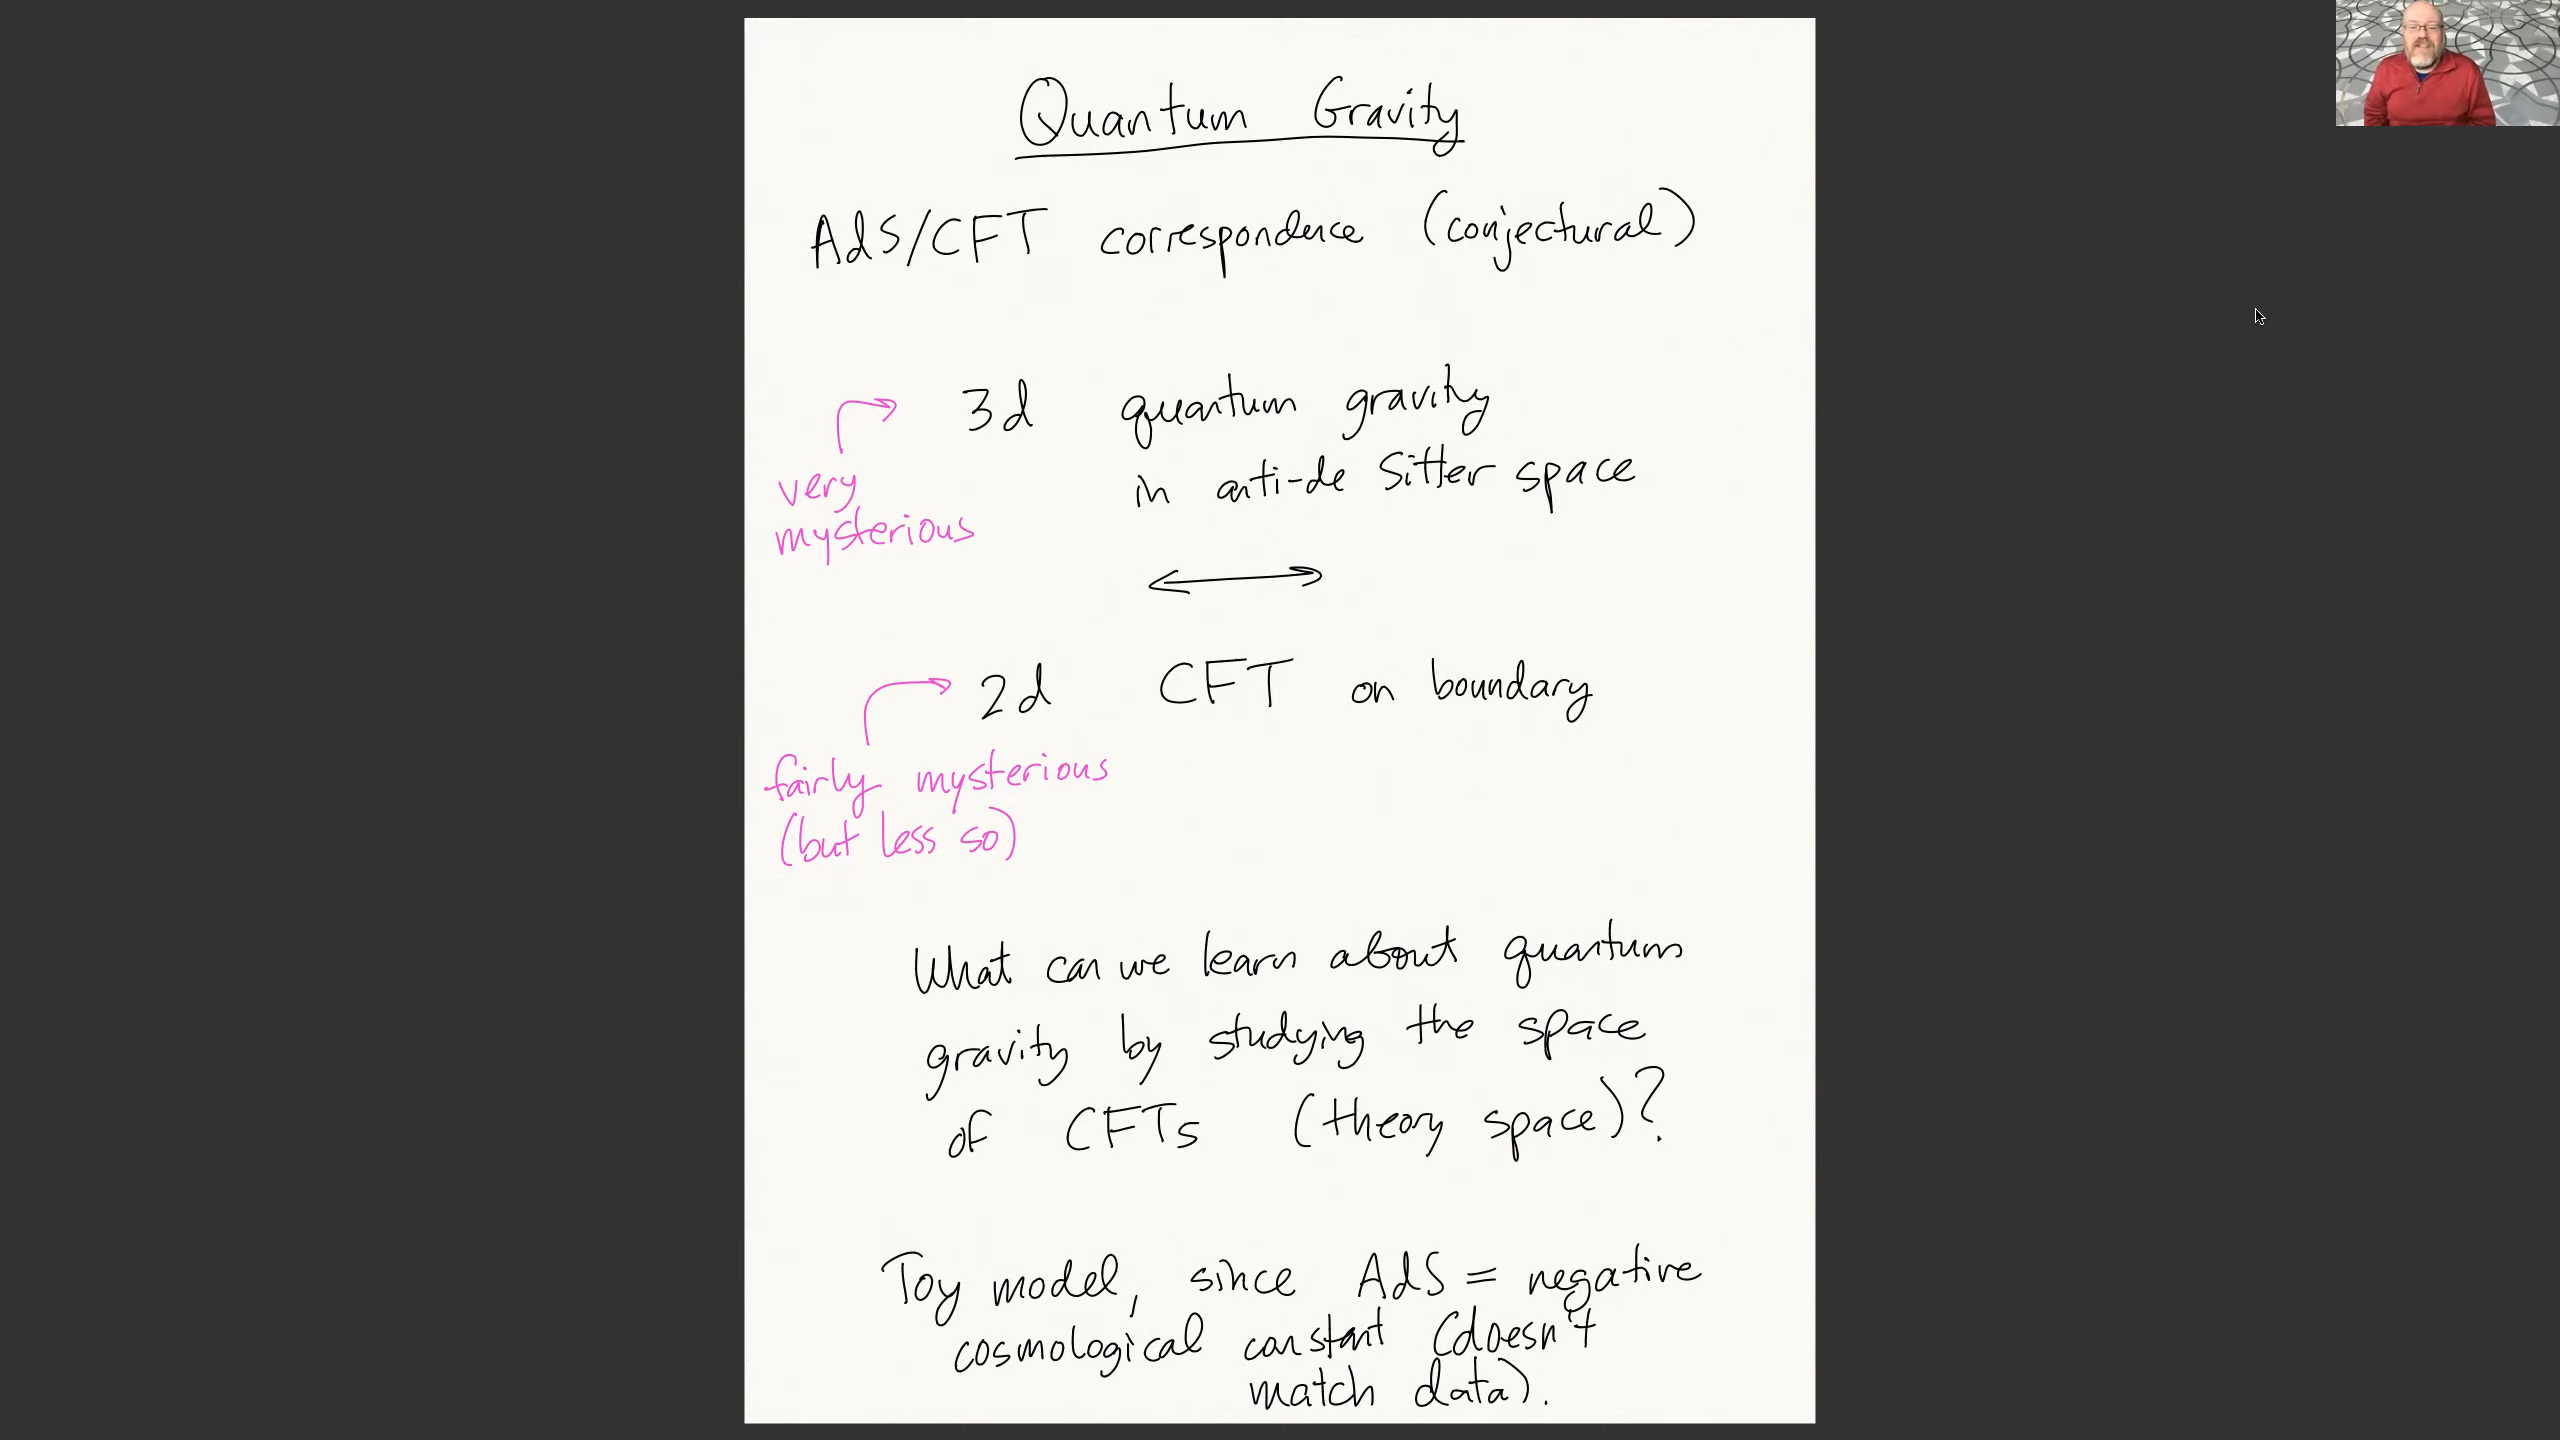 Quantum Gravity
AdS/CFT correspondence (conjectural)
3d quantum gravity
in anti-de Sitter space
very
mysterious
2d CFT on boundary
fairly mysterious
(but less so)
What can we learn about quantum
gravity by studying the space
of CFTs (theory space)?
Toy model, since AdS = negative
cosmological constant (doesn't
match data).